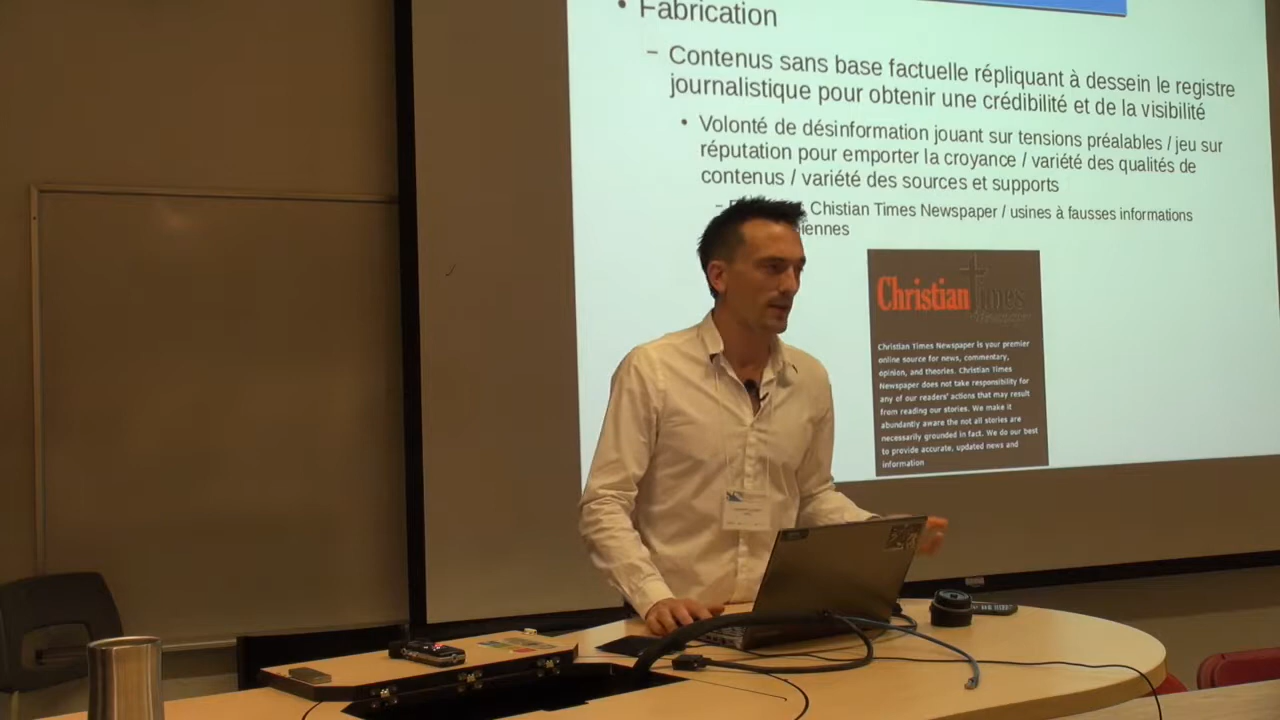 • Fabrication
– Contenus sans base factuelle répliquant à dessein le registre
journalistique pour obtenir une crédibilité et de la visibilité
• Volonté de désinformation jouant sur tensions préalables / jeu sur
réputation pour emporter la croyance / variété des qualités de
contenus / variété des sources et supports
– Chistian Times Newspaper / usines à fausses informations
Christian Times
Newspaper
Christian Times Newspaper is your premier
online source for news, commentary,
opinion, and theories. Christian Times
Newspaper does not take responsibility for
any of our readers' actions that may result
from reading our stories. We make it
abundantly aware the not all stories are
necessarily grounded in fact. We do our best
to provide accurate, updated news and
information